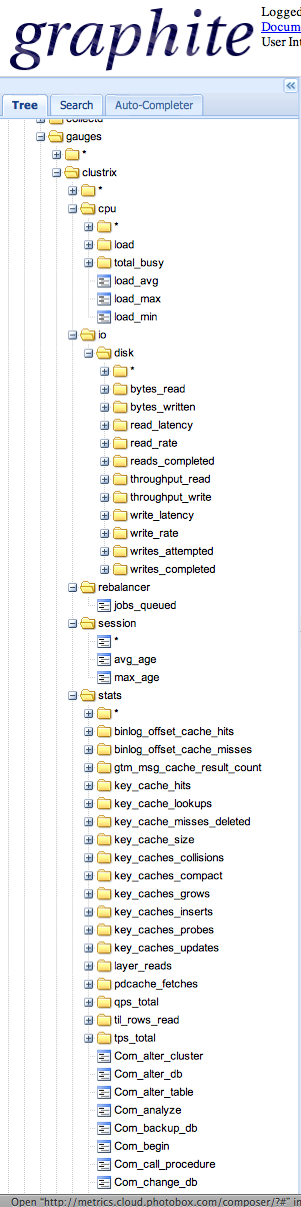 graphite
Logged
Docum
User Int
Tree Search Auto-Completer
collectd
gauges
*
clustrix
*
cpu
*
load
total_busy
load_avg
load_max
load_min
io
disk
*
bytes_read
bytes_written
read_latency
read_rate
reads_completed
throughput_read
throughput_write
write_latency
write_rate
writes_attempted
writes_completed
rebalancer
jobs_queued
session
*
avg_age
max_age
stats
*
binlog_offset_cache_hits
binlog_offset_cache_misses
gtm_msg_cache_result_count
key_cache_hits
key_cache_lookups
key_cache_misses_deleted
key_cache_size
key_caches_collisions
key_caches_compact
key_caches_grows
key_caches_inserts
key_caches_probes
key_caches_updates
layer_reads
pdcache_fetches
qps_total
til_rows_read
tps_total
Com_alter_cluster
Com_alter_db
Com_alter_table
Com_analyze
Com_backup_db
Com_begin
Com_call_procedure
Com_change_db
Open "http://metrics.cloud.photobox.com/composer/?#" in